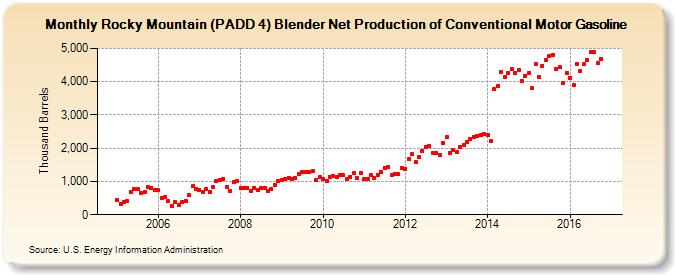 Monthly Rocky Mountain (PADD 4) Blender Net Production of Conventional Motor Gasoline
Thousand Barrels
5,000
4,000
3,000
2,000
1,000
0
2006 2008 2010 2012 2014 2016
Source: U.S. Energy Information Administration